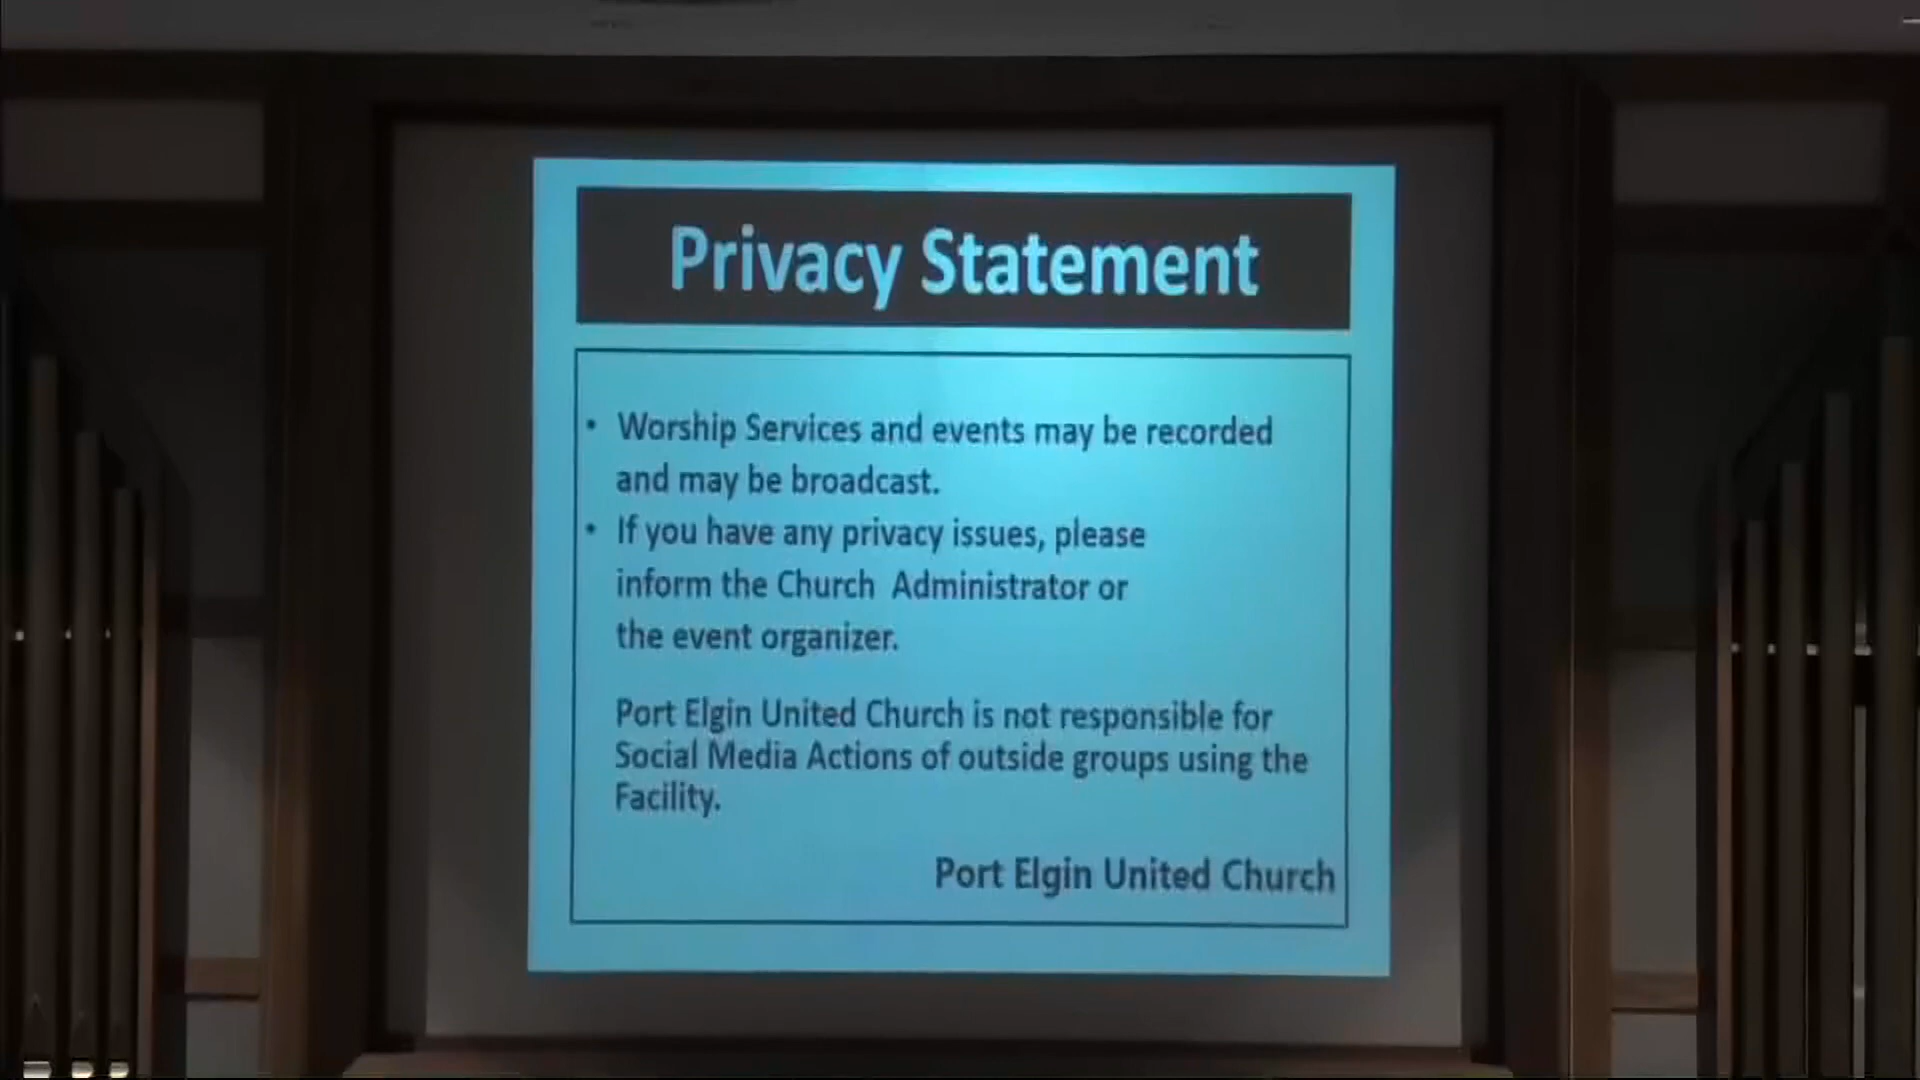 Privacy Statement
• Worship Services and events may be recorded
and may be broadcast.
• If you have any privacy issues, please
inform the Church Administrator or
the event organizer.
Port Elgin United Church is not responsible for
Social Media Actions of outside groups using the
Facility.
Port Elgin United Church